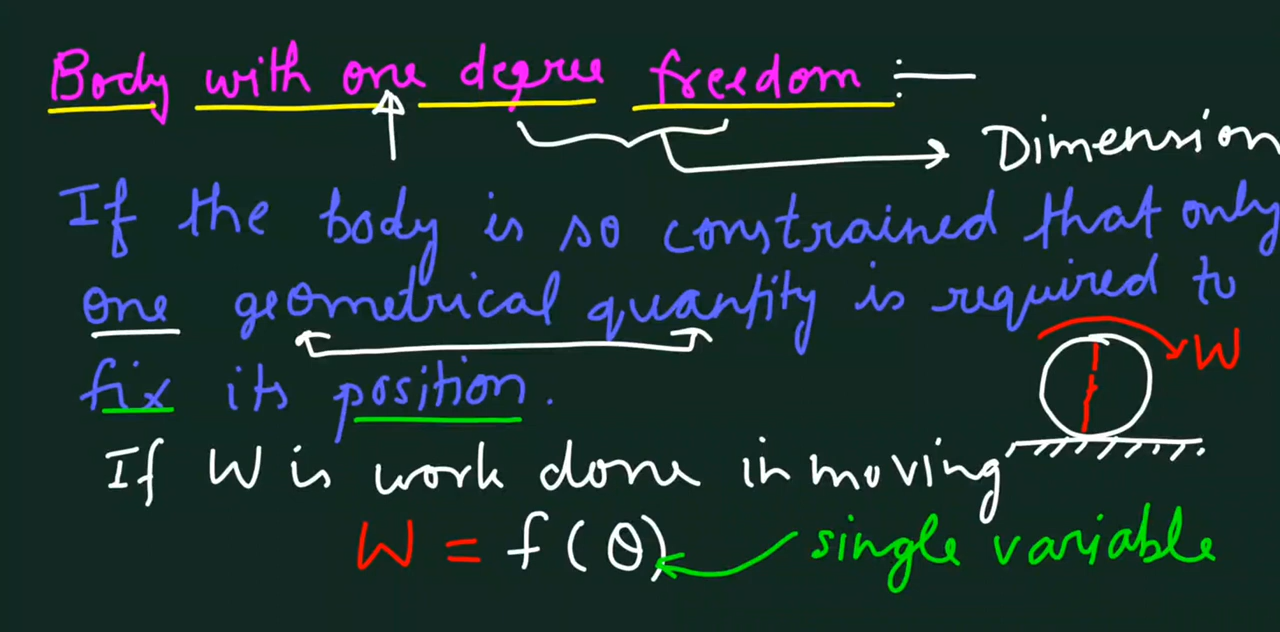 Body with one degree freedom :—
Dimension
If the body is so constrained that only
one geometrical quantity is required to
fix its position.
W
If W is work done in moving
W = f(θ) single variable